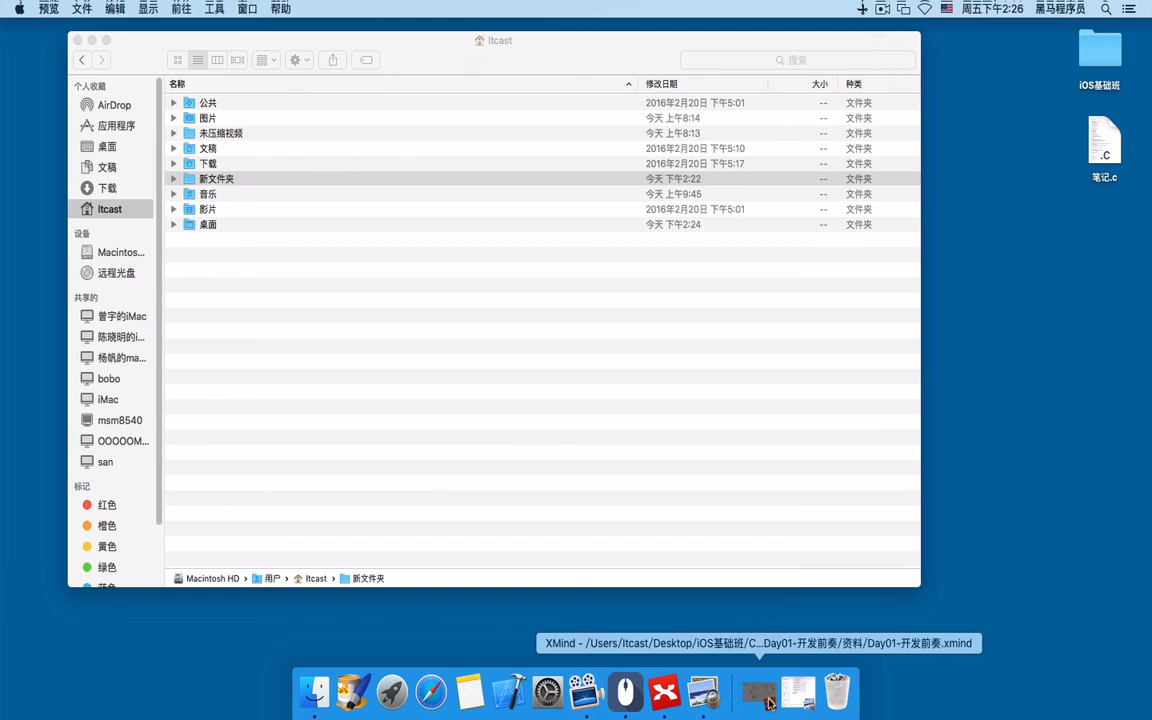 预览 文件 编辑 显示 前往 工具 窗口 帮助 周五下午2:26 黑马程序员
Itcast
搜索
个人收藏
AirDrop
应用程序
桌面
文稿
下载
Itcast
设备
Macintos...
远程光盘
共享的
曾宇的iMac
陈晓明的i...
杨帆的ma...
bobo
iMac
msm8540
OOOOOM...
san
标记
红色
橙色
黄色
绿色
蓝色
名称 修改日期 大小 种类
公共 2016年2月20日 下午5:01 -- 文件夹
图片 今天 上午8:14 -- 文件夹
未压缩视频 今天 上午8:13 -- 文件夹
文稿 2016年2月20日 下午5:10 -- 文件夹
下载 2016年2月20日 下午5:17 -- 文件夹
新文件夹 今天 下午2:22 -- 文件夹
音乐 今天 上午9:45 -- 文件夹
影片 2016年2月20日 下午5:01 -- 文件夹
桌面 今天 下午2:24 -- 文件夹
Macintosh HD › 用户 › Itcast › 新文件夹
iOS基础班
.C
笔记.c
XMind - /Users/Itcast/Desktop/iOS基础班/C...Day01-开发前奏/资料/Day01-开发前奏.xmind